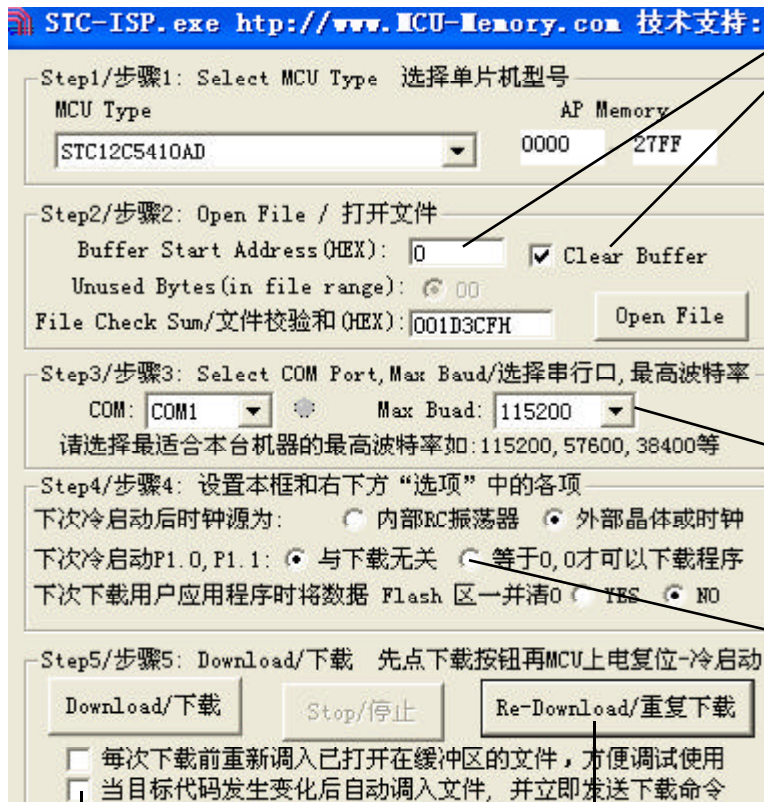 STC-ISP.exe htp://www.MCU-Memory.com 技术支持:
Step1/步骤1: Select MCU Type 选择单片机型号
MCU Type AP Memory
STC12C5410AD 0000 27FF
Step2/步骤2: Open File / 打开文件
Buffer Start Address(HEX): 0 Clear Buffer
Unused Bytes(in file range): 00
File Check Sum/文件校验和(HEX): 001D3CFH Open File
Step3/步骤3: Select COM Port,Max Baud/选择串行口,最高波特率
COM: COM1 Max Buad: 115200
请选择最适合本台机器的最高波特率如:115200,57600,38400等
Step4/步骤4: 设置本框和右下方“选项”中的各项
下次冷启动后时钟源为: 内部RC振荡器 外部晶体或时钟
下次冷启动P1.0,P1.1: 与下载无关 等于0,0才可以下载程序
下次下载用户应用程序时将数据 Flash 区一并清0 YES NO
Step5/步骤5: Download/下载 先点下载按钮再MCU上电复位-冷启动
Download/下载 Stop/停止 Re-Download/重复下载
每次下载前重新调入已打开在缓冲区的文件，方便调试使用
当目标代码发生变化后自动调入文件, 并立即发送下载命令